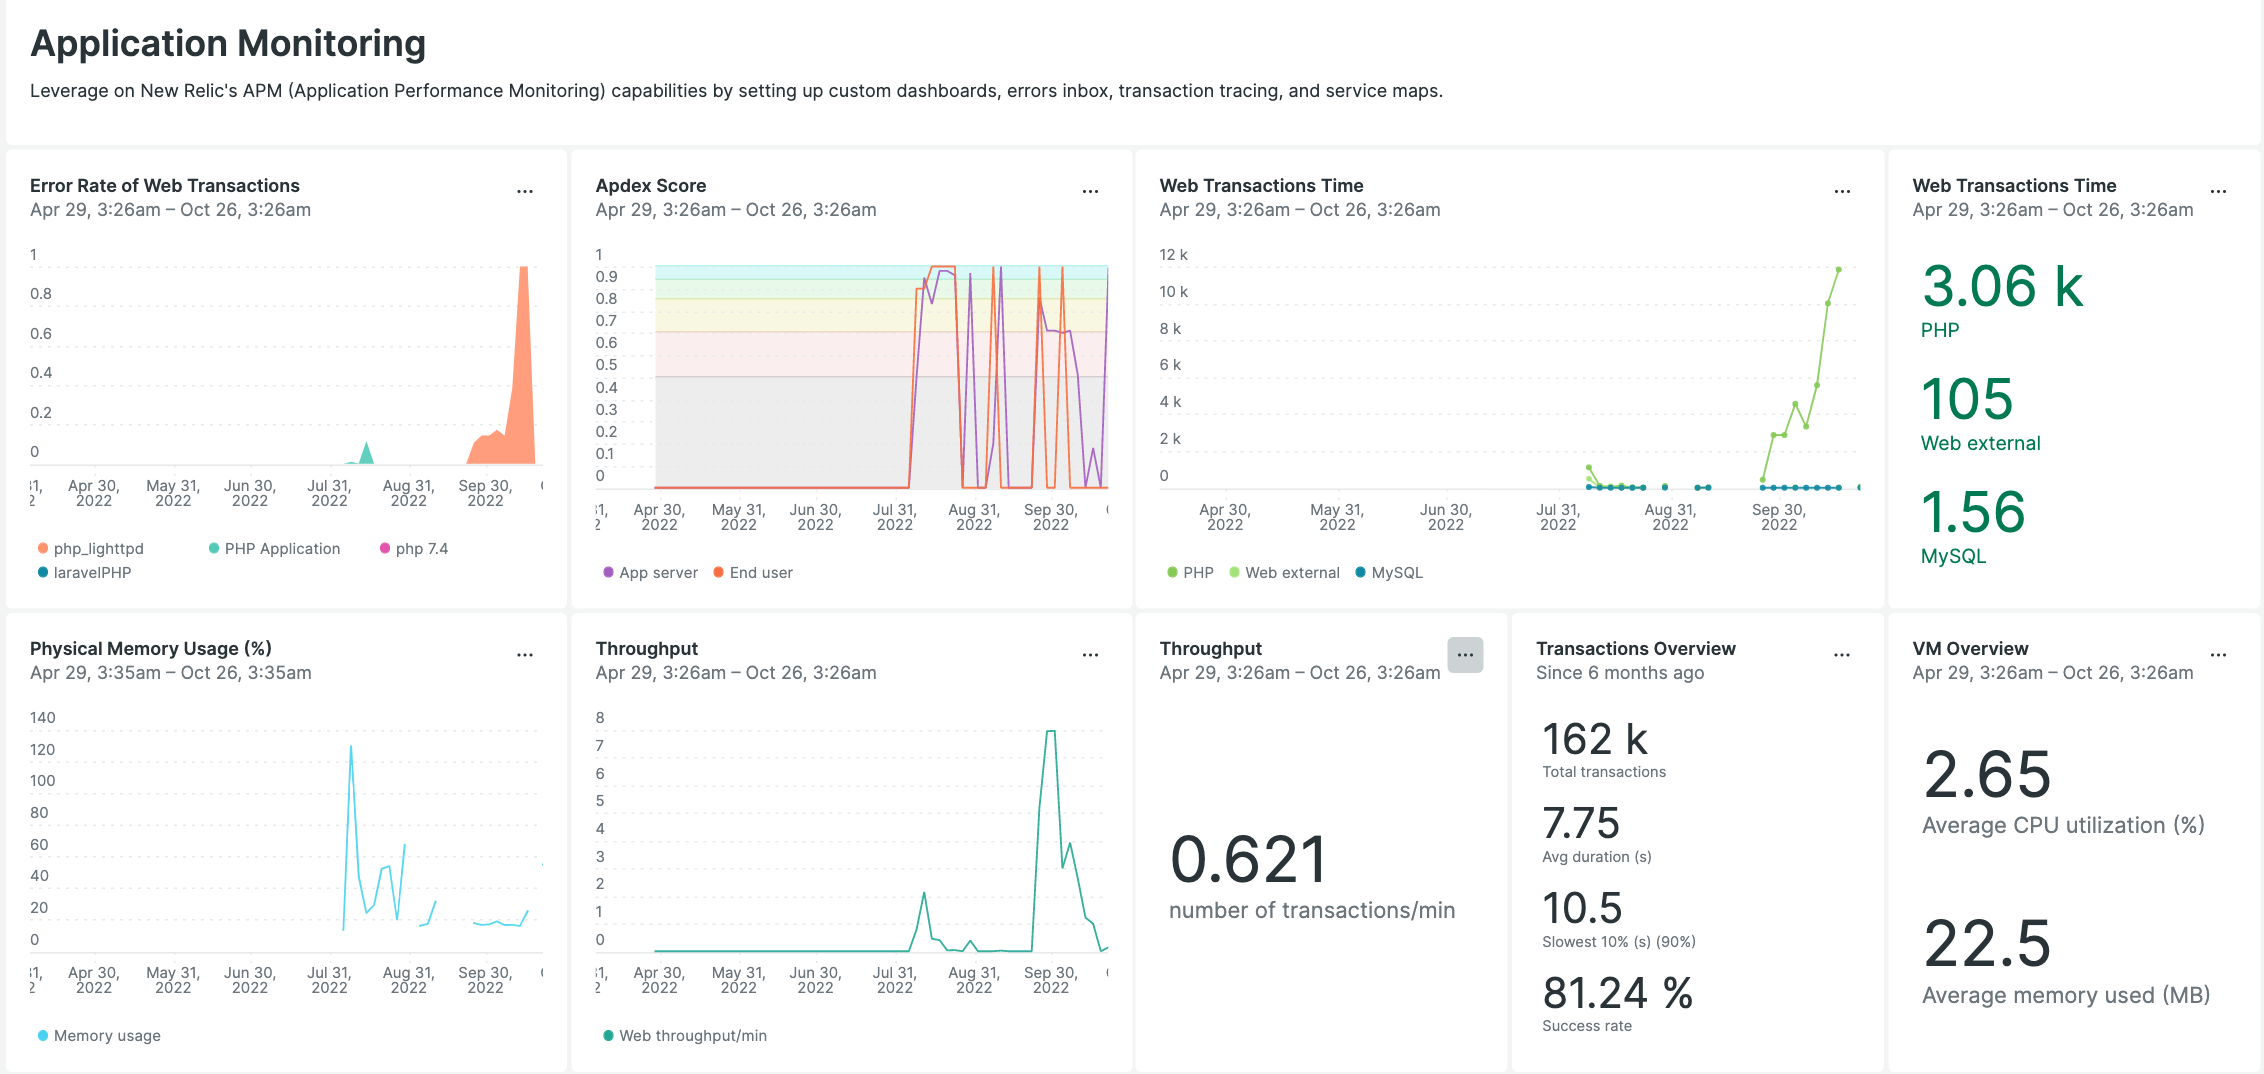 Application Monitoring
Leverage on New Relic's APM (Application Performance Monitoring) capabilities by setting up custom dashboards, errors inbox, transaction tracing, and service maps.
Error Rate of Web Transactions
Apr 29, 3:26am – Oct 26, 3:26am
1
0.8
0.6
0.4
0.2
0
31, Apr 30, May 31, Jun 30, Jul 31, Aug 31, Sep 30,
2 2022 2022 2022 2022 2022 2022
php_lighttpd PHP Application php 7.4
laravelPHP
Apdex Score
Apr 29, 3:26am – Oct 26, 3:26am
1
0.9
0.8
0.7
0.6
0.5
0.4
0.3
0.2
0.1
0
31, Apr 30, May 31, Jun 30, Jul 31, Aug 31, Sep 30,
2 2022 2022 2022 2022 2022 2022
App server End user
Web Transactions Time
Apr 29, 3:26am – Oct 26, 3:26am
12 k
10 k
8 k
6 k
4 k
2 k
0
Apr 30, May 31, Jun 30, Jul 31, Aug 31, Sep 30,
2022 2022 2022 2022 2022 2022
PHP Web external MySQL
Web Transactions Time
Apr 29, 3:26am – Oct 26, 3:26am
3.06 k
PHP
105
Web external
1.56
MySQL
Physical Memory Usage (%)
Apr 29, 3:35am – Oct 26, 3:35am
140
120
100
80
60
40
20
0
31, Apr 30, May 31, Jun 30, Jul 31, Aug 31, Sep 30,
2 2022 2022 2022 2022 2022 2022
Memory usage
Throughput
Apr 29, 3:26am – Oct 26, 3:26am
8
7
6
5
4
3
2
1
0
31, Apr 30, May 31, Jun 30, Jul 31, Aug 31, Sep 30,
2 2022 2022 2022 2022 2022 2022
Web throughput/min
Throughput
Apr 29, 3:26am – Oct 26, 3:26am
0.621
number of transactions/min
Transactions Overview
Since 6 months ago
162 k
Total transactions
7.75
Avg duration (s)
10.5
Slowest 10% (s) (90%)
81.24 %
Success rate
VM Overview
Apr 29, 3:26am – Oct 26, 3:26am
2.65
Average CPU utilization (%)
22.5
Average memory used (MB)